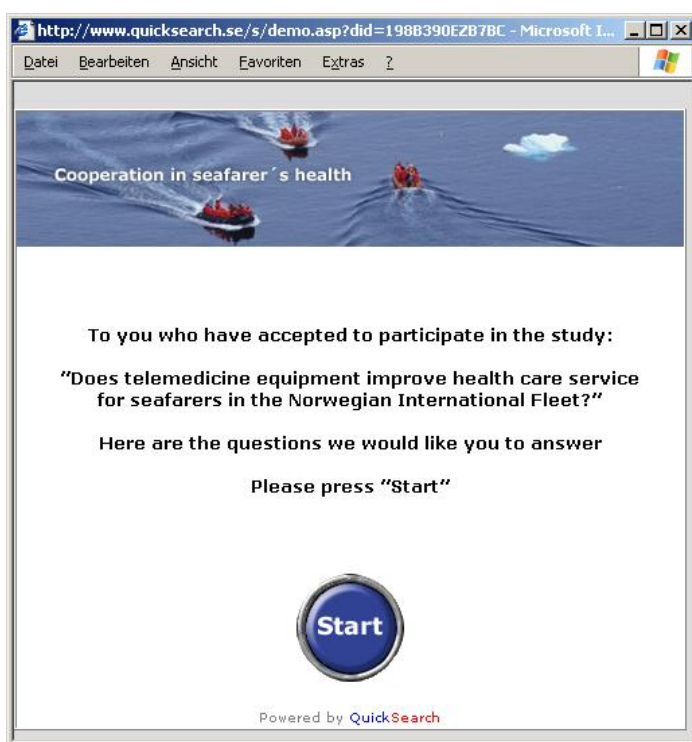 http://www.quicksearch.se/s/demo.asp?did=198B390EZB7BC - Microsoft I...
Datei Bearbeiten Ansicht Favoriten Extras ?
Cooperation in seafarer´s health
To you who have accepted to participate in the study:
"Does telemedicine equipment improve health care service
for seafarers in the Norwegian International Fleet?"
Here are the questions we would like you to answer
Please press "Start"
Start
Powered by QuickSearch